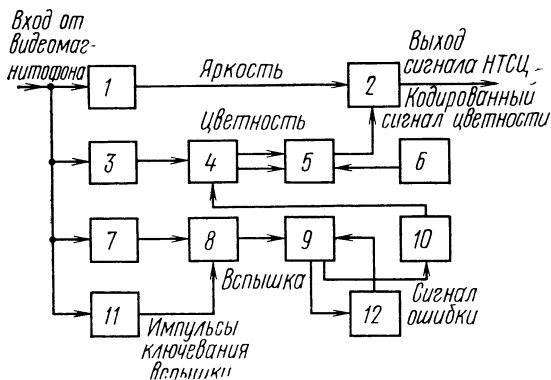 Вход от
видеомаг-
нитофона
1
Яркость
2
Выход
сигнала НТСЦ
Кодированный
сигнал цветности
Цветность
3
4
5
6
7
8
9
10
Вспышка
11
12
Импульсы
ключевания
вспышки
Сигнал
ошибки